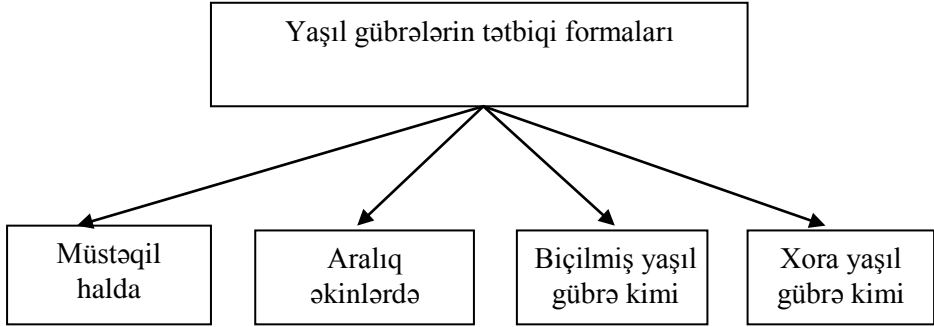 Yaşıl gübrələrin tətbiqi formaları
Müstəqil
halda
Aralıq
əkinlərdə
Biçilmiş yaşıl
gübrə kimi
Xora yaşıl
gübrə kimi